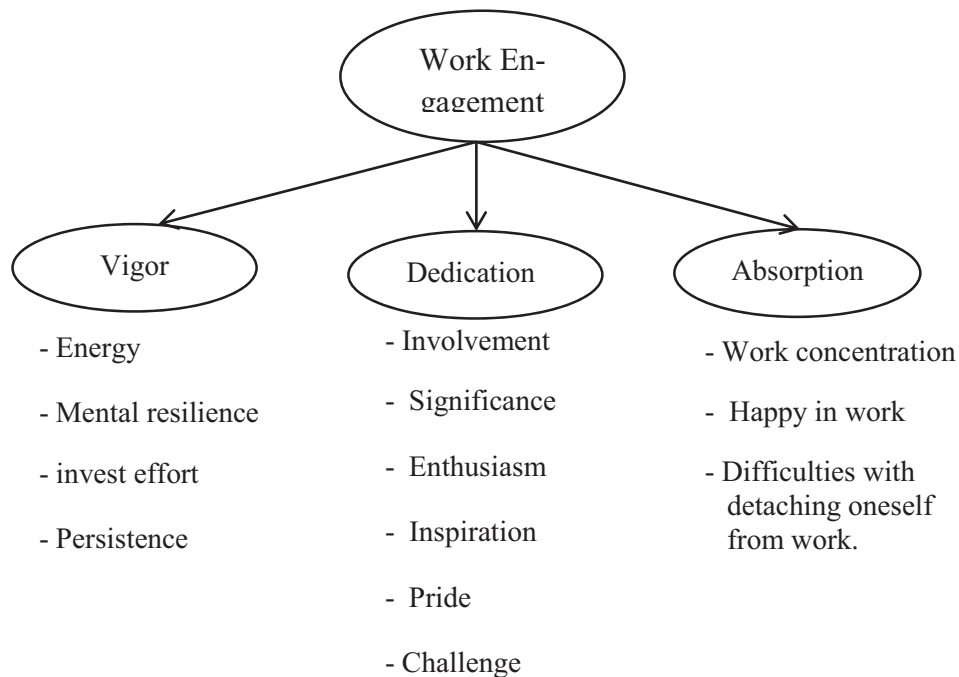 Work En-
gagement
Vigor
- Energy
- Mental resilience
- invest effort
- Persistence
Dedication
- Involvement
- Significance
- Enthusiasm
- Inspiration
- Pride
- Challenge
Absorption
- Work concentration
- Happy in work
- Difficulties with
detaching oneself
from work.